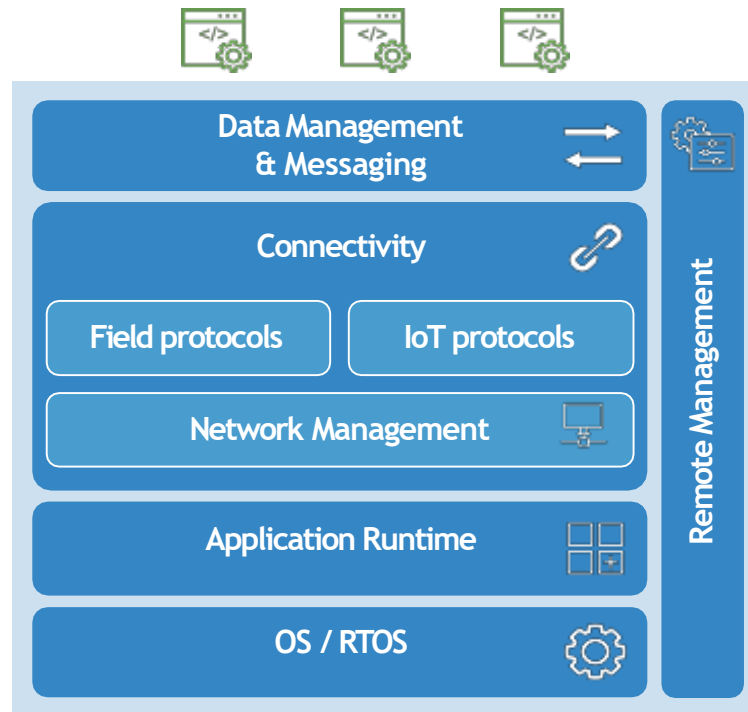 </>
</>
</>
Data Management
& Messaging
Connectivity
Field protocols
IoT protocols
Network Management
Application Runtime
OS / RTOS
Remote Management